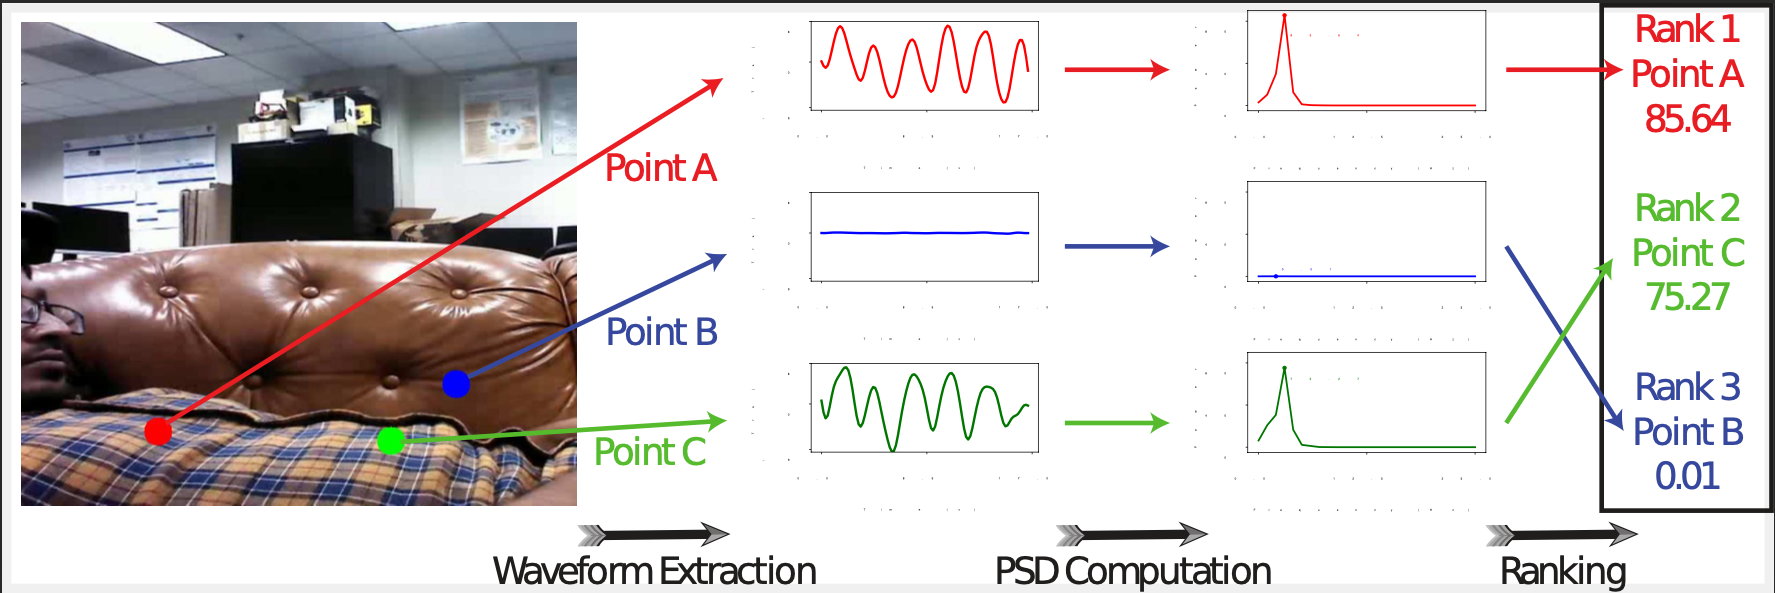 Point A
Point B
Point C
Rank 1
Point A
85.64
Rank 2
Point C
75.27
Rank 3
Point B
0.01
Waveform Extraction
PSD Computation
Ranking